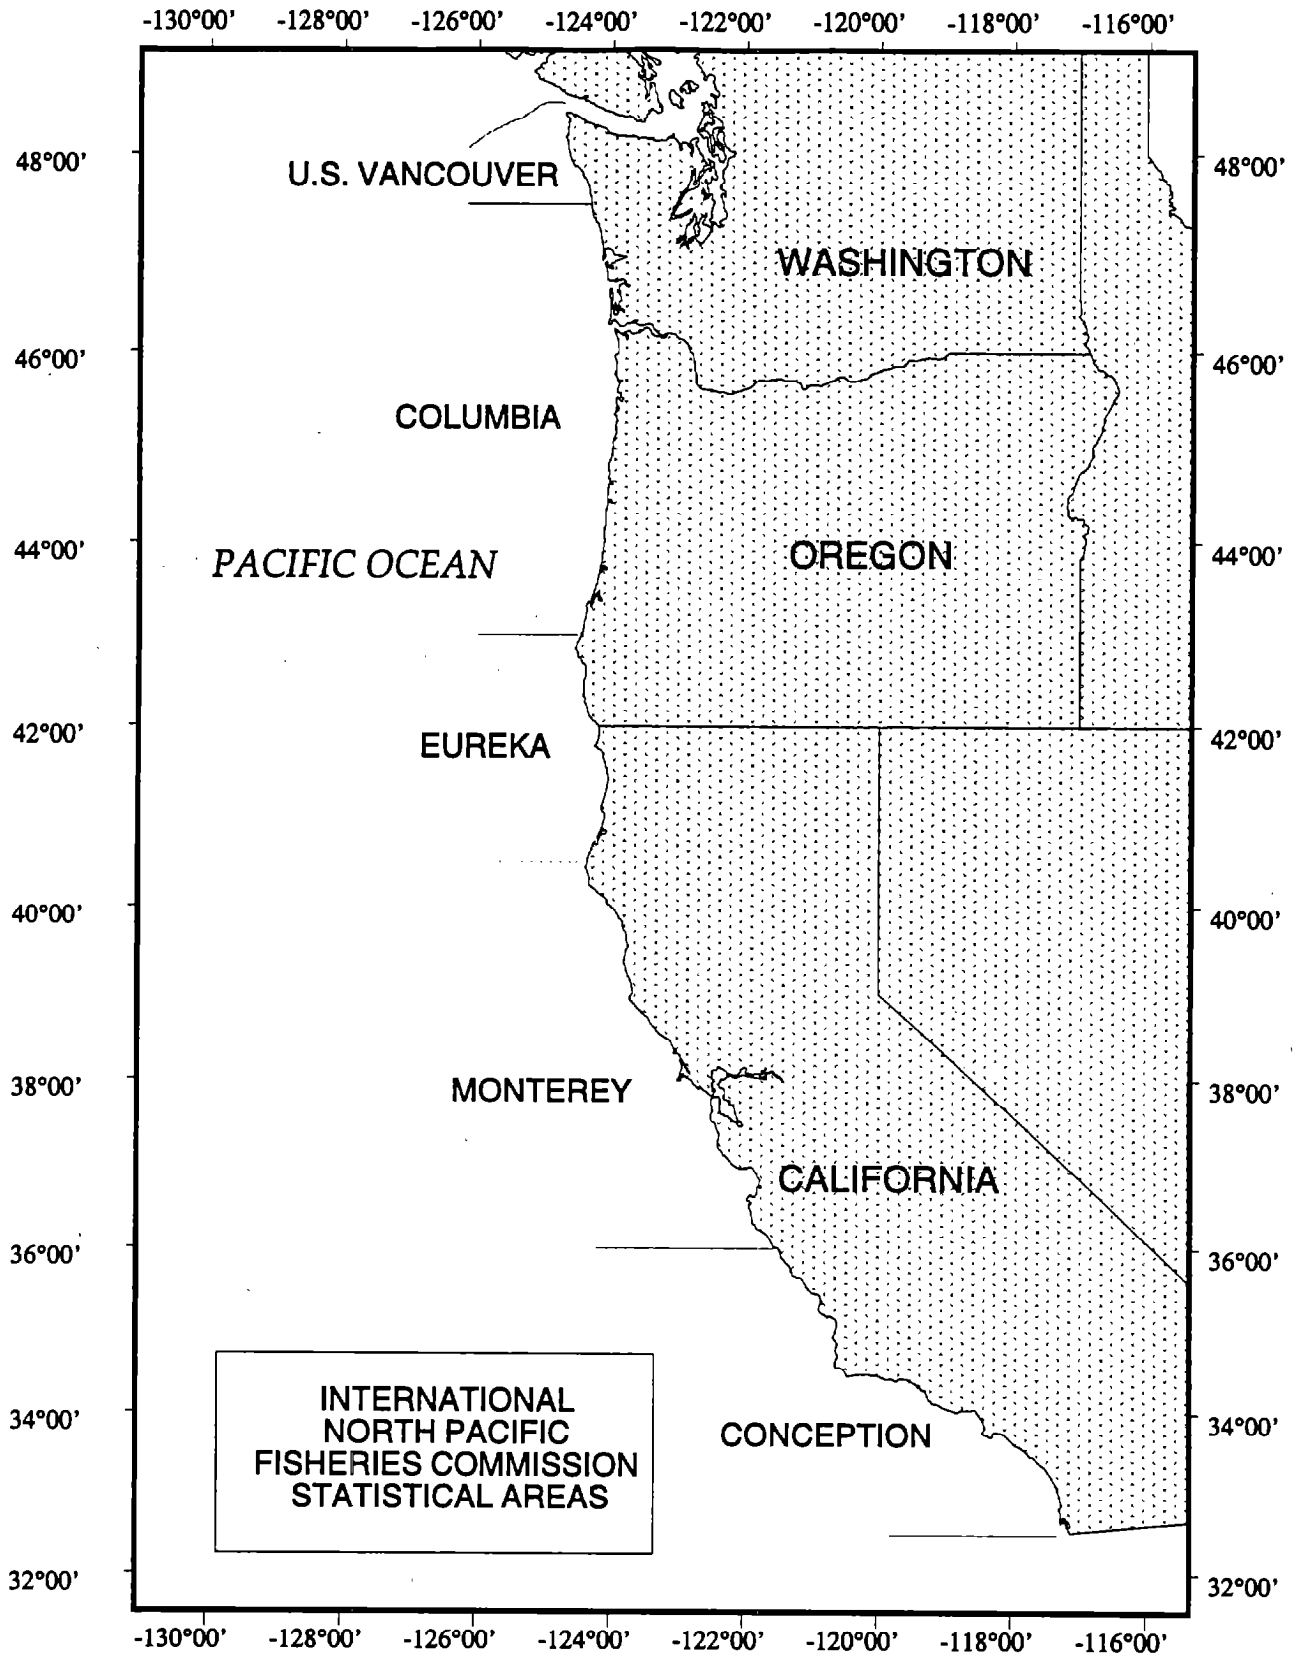 -130°00' -128°00' -126°00' -124°00' -122°00' -120°00' -118°00' -116°00'
48°00' 48°00'
U.S. VANCOUVER
WASHINGTON
46°00' 46°00'
COLUMBIA
44°00' 44°00'
PACIFIC OCEAN
OREGON
42°00' 42°00'
EUREKA
40°00' 40°00'
38°00' 38°00'
MONTEREY
CALIFORNIA
36°00' 36°00'
INTERNATIONAL
NORTH PACIFIC
FISHERIES COMMISSION
STATISTICAL AREAS
34°00' 34°00'
CONCEPTION
32°00' 32°00'
-130°00' -128°00' -126°00' -124°00' -122°00' -120°00' -118°00' -116°00'